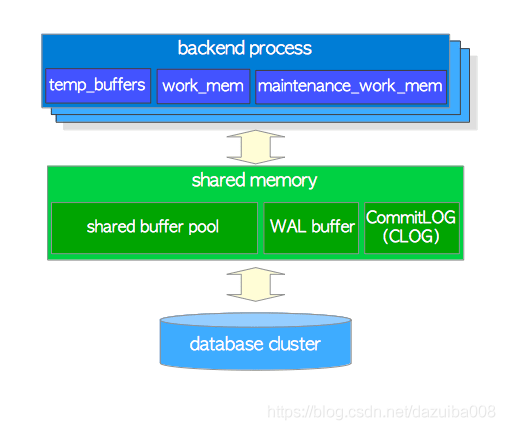 backend process
temp_buffers work_mem maintenance_work_mem
shared memory
shared buffer pool WAL buffer CommitLOG
(CLOG)
database cluster
https://blog.csdn.net/dazuiba008